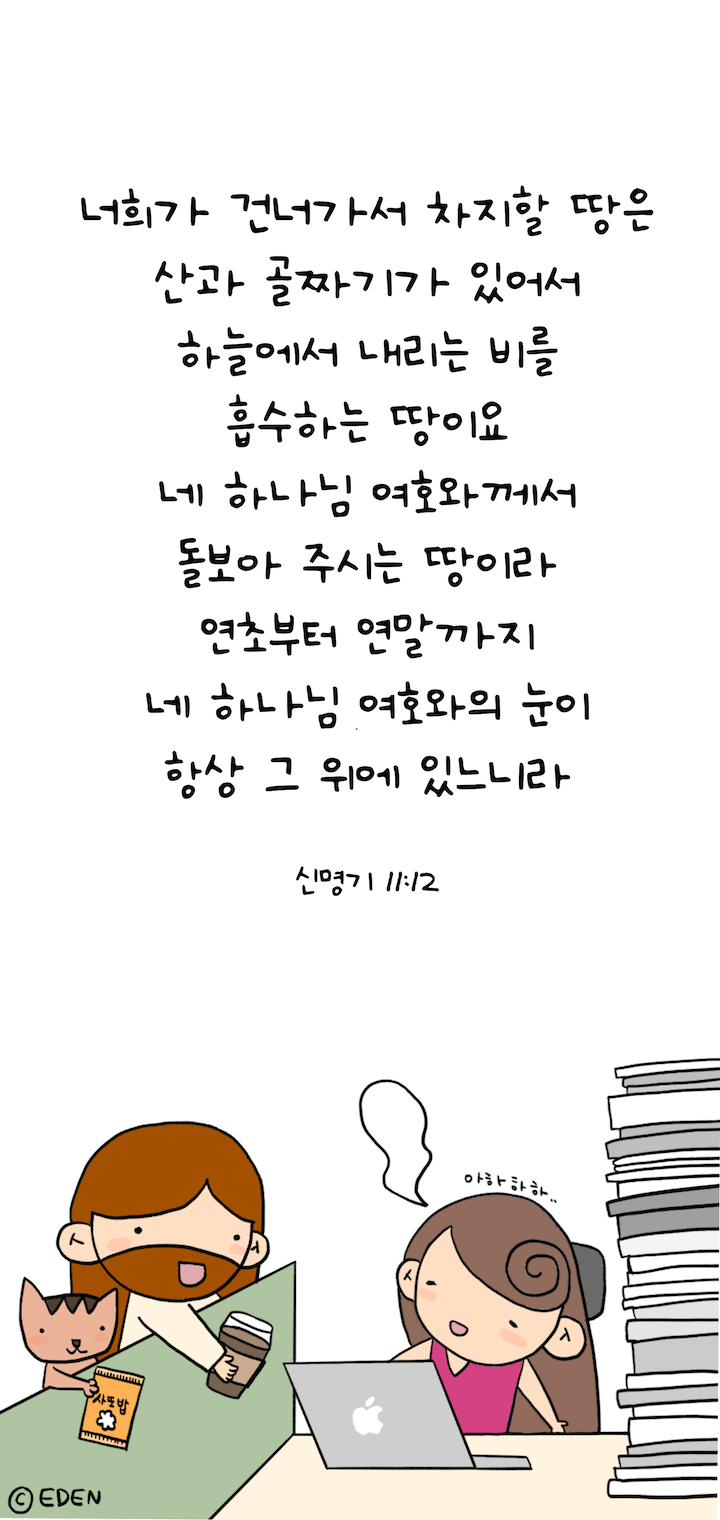 너희가 건너가서 차지할 땅은
산과 골짜기가 있어서
하늘에서 내리는 비를
흡수하는 땅이요
네 하나님 여호와께서
돌보아 주시는 땅이라
연초부터 연말까지
네 하나님 여호와의 눈이
항상 그 위에 있느니라
신명기 11:12
아하하하..
사또밥
© EDEN